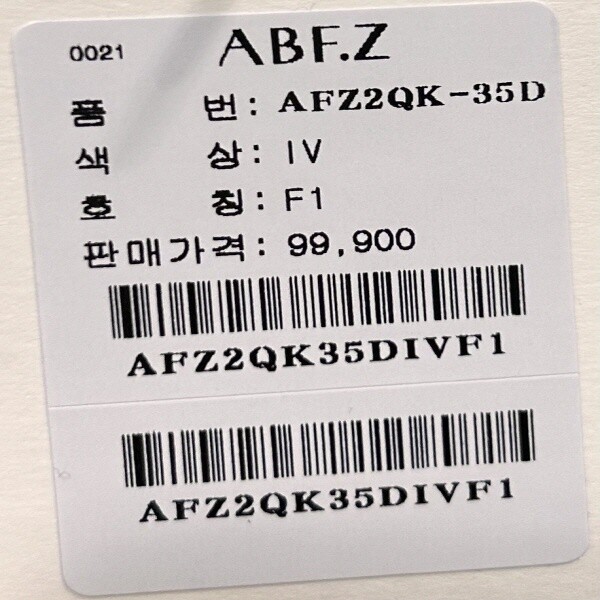 0021 ABF.Z
품 번: AFZ2QK-35D
색 상: IV
호 칭: F1
판매가격: 99,900
AFZ2QK35DIVF1
AFZ2QK35DIVF1